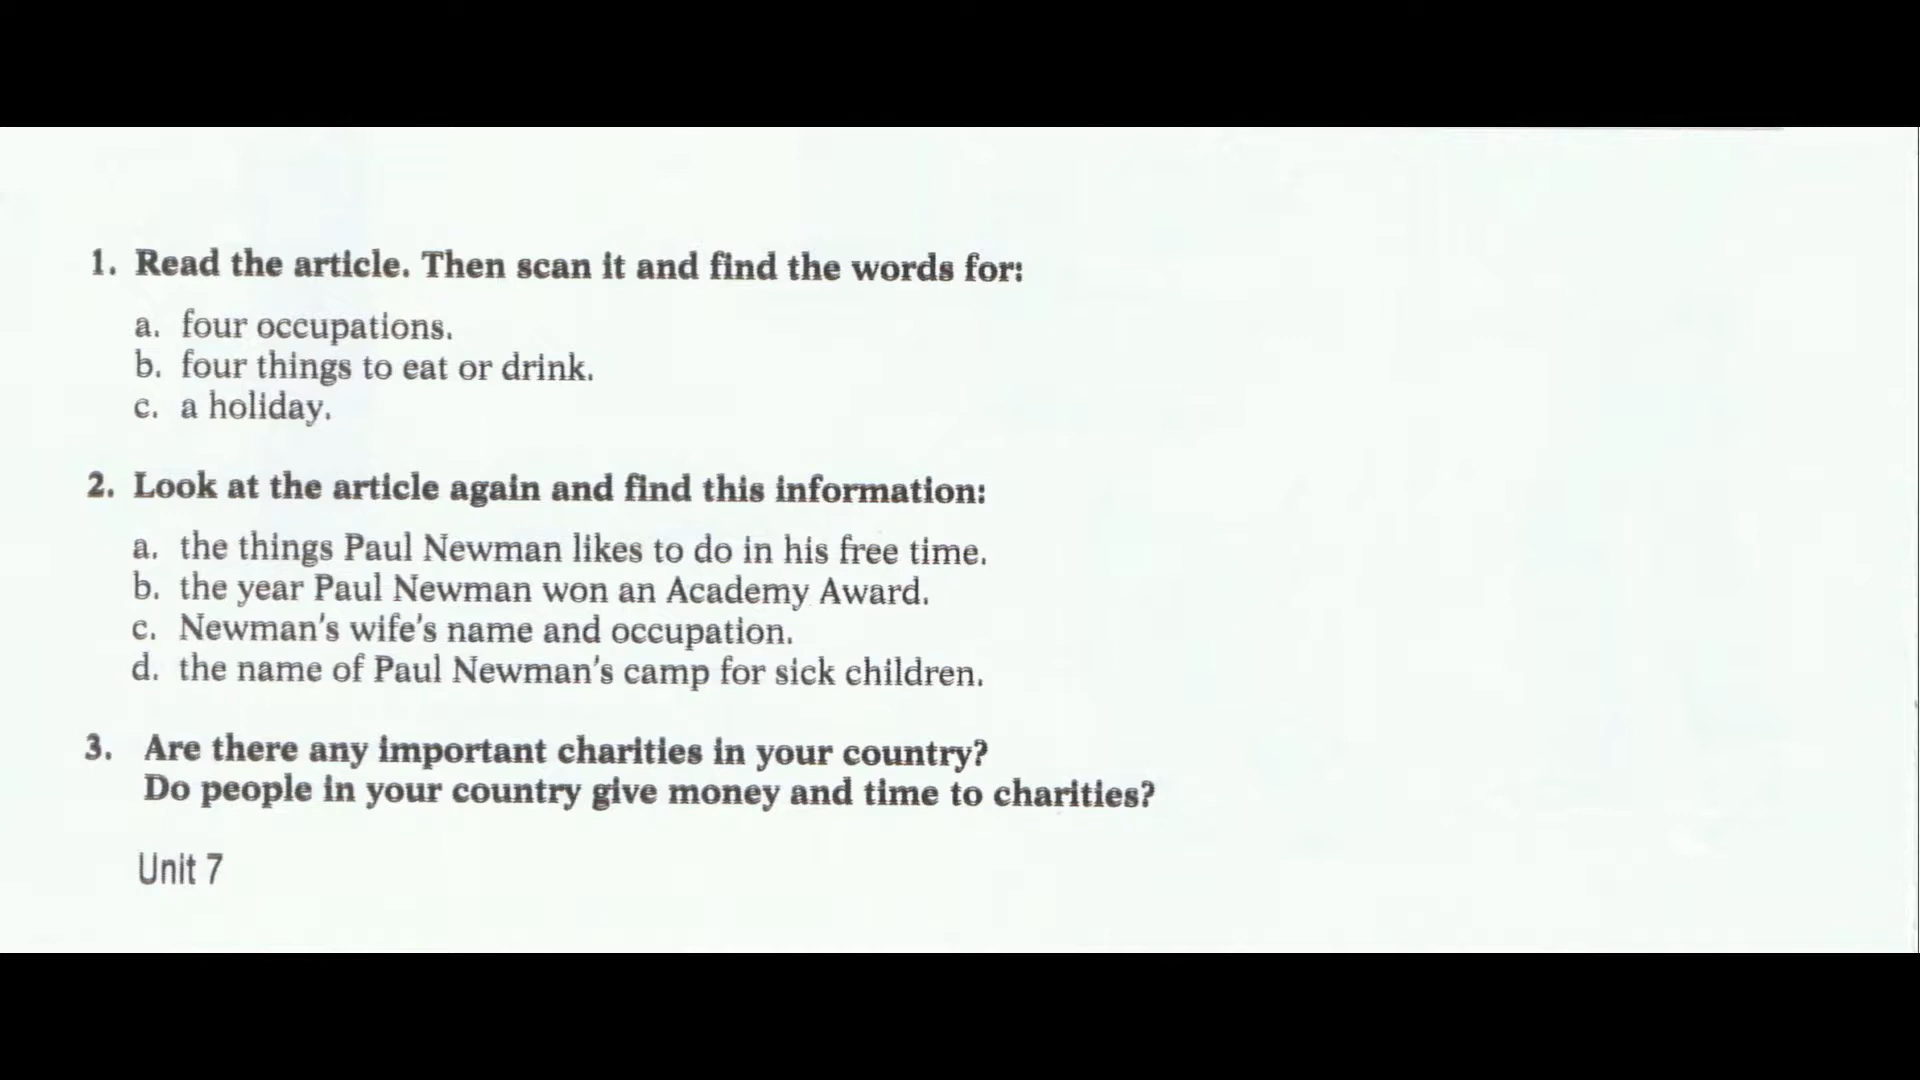 1. Read the article. Then scan it and find the words for:
a. four occupations.
b. four things to eat or drink.
c. a holiday.
2. Look at the article again and find this information:
a. the things Paul Newman likes to do in his free time.
b. the year Paul Newman won an Academy Award.
c. Newman's wife's name and occupation.
d. the name of Paul Newman's camp for sick children.
3. Are there any important charities in your country?
Do people in your country give money and time to charities?
Unit 7